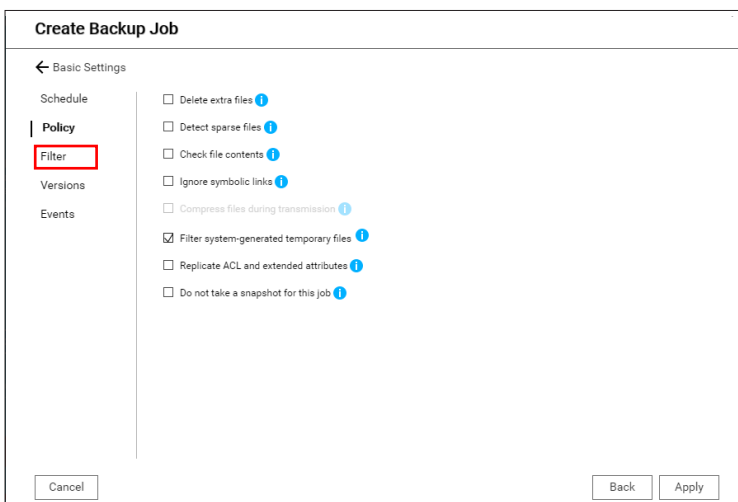 Create Backup Job
Basic Settings
Schedule
Policy
Filter
Versions
Events
Delete extra files
Detect sparse files
Check file contents
Ignore symbolic links
Compress files during transmission
Filter system-generated temporary files
Replicate ACL and extended attributes
Do not take a snapshot for this job
Cancel
Back
Apply